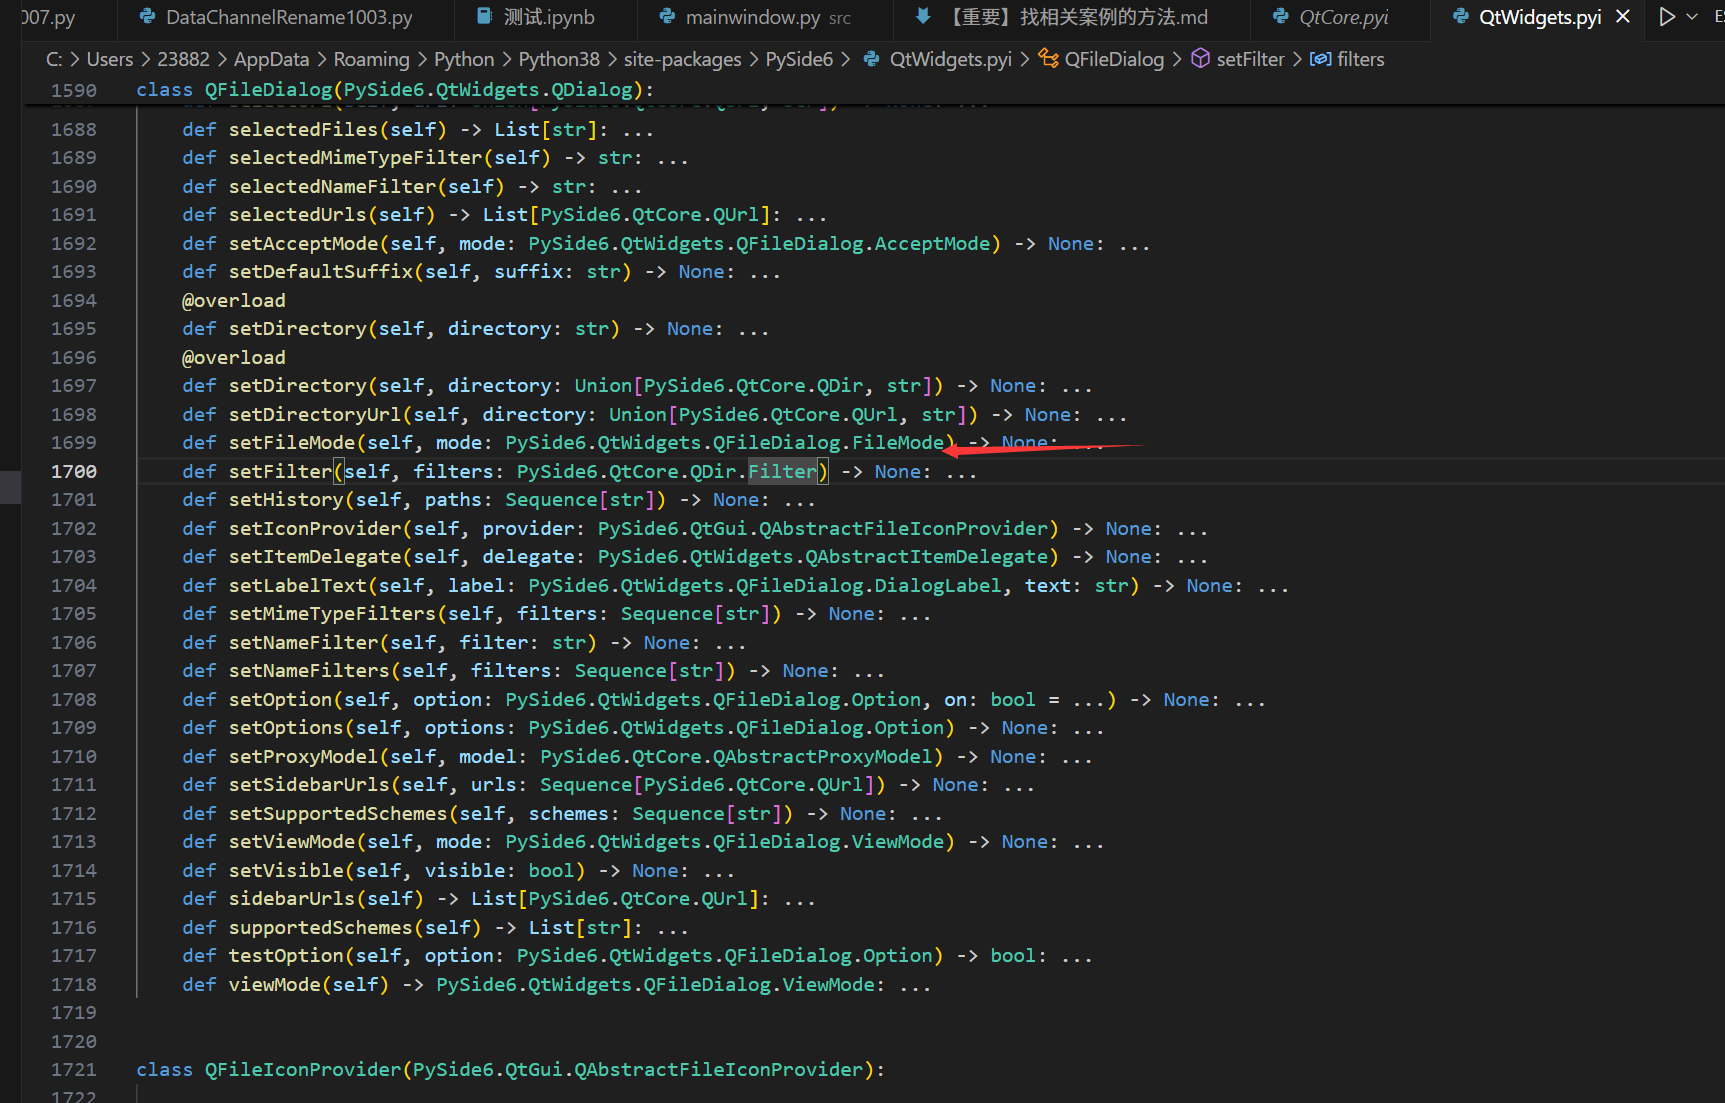 007.py DataChannelRename1003.py 测试.ipynb mainwindow.py src 【重要】找相关案例的方法.md QtCore.pyi QtWidgets.pyi
C: > Users > 23882 > AppData > Roaming > Python > Python38 > site-packages > PySide6 > QtWidgets.pyi > QFileDialog > setFilter > filters
1590 class QFileDialog(PySide6.QtWidgets.QDialog):
1688 def selectedFiles(self) -> List[str]: ...
1689 def selectedMimeTypeFilter(self) -> str: ...
1690 def selectedNameFilter(self) -> str: ...
1691 def selectedUrls(self) -> List[PySide6.QtCore.QUrl]: ...
1692 def setAcceptMode(self, mode: PySide6.QtWidgets.QFileDialog.AcceptMode) -> None: ...
1693 def setDefaultSuffix(self, suffix: str) -> None: ...
1694 @overload
1695 def setDirectory(self, directory: str) -> None: ...
1696 @overload
1697 def setDirectory(self, directory: Union[PySide6.QtCore.QDir, str]) -> None: ...
1698 def setDirectoryUrl(self, directory: Union[PySide6.QtCore.QUrl, str]) -> None: ...
1699 def setFileMode(self, mode: PySide6.QtWidgets.QFileDialog.FileMode) -> None: ...
1700 def setFilter(self, filters: PySide6.QtCore.QDir.Filter) -> None: ...
1701 def setHistory(self, paths: Sequence[str]) -> None: ...
1702 def setIconProvider(self, provider: PySide6.QtGui.QAbstractFileIconProvider) -> None: ...
1703 def setItemDelegate(self, delegate: PySide6.QtWidgets.QAbstractItemDelegate) -> None: ...
1704 def setLabelText(self, label: PySide6.QtWidgets.QFileDialog.DialogLabel, text: str) -> None: ...
1705 def setMimeTypeFilters(self, filters: Sequence[str]) -> None: ...
1706 def setNameFilter(self, filter: str) -> None: ...
1707 def setNameFilters(self, filters: Sequence[str]) -> None: ...
1708 def setOption(self, option: PySide6.QtWidgets.QFileDialog.Option, on: bool = ...) -> None: ...
1709 def setOptions(self, options: PySide6.QtWidgets.QFileDialog.Option) -> None: ...
1710 def setProxyModel(self, model: PySide6.QtCore.QAbstractProxyModel) -> None: ...
1711 def setSidebarUrls(self, urls: Sequence[PySide6.QtCore.QUrl]) -> None: ...
1712 def setSupportedSchemes(self, schemes: Sequence[str]) -> None: ...
1713 def setViewMode(self, mode: PySide6.QtWidgets.QFileDialog.ViewMode) -> None: ...
1714 def setVisible(self, visible: bool) -> None: ...
1715 def sidebarUrls(self) -> List[PySide6.QtCore.QUrl]: ...
1716 def supportedSchemes(self) -> List[str]: ...
1717 def testOption(self, option: PySide6.QtWidgets.QFileDialog.Option) -> bool: ...
1718 def viewMode(self) -> PySide6.QtWidgets.QFileDialog.ViewMode: ...
1719
1720
1721 class QFileIconProvider(PySide6.QtGui.QAbstractFileIconProvider):
1722